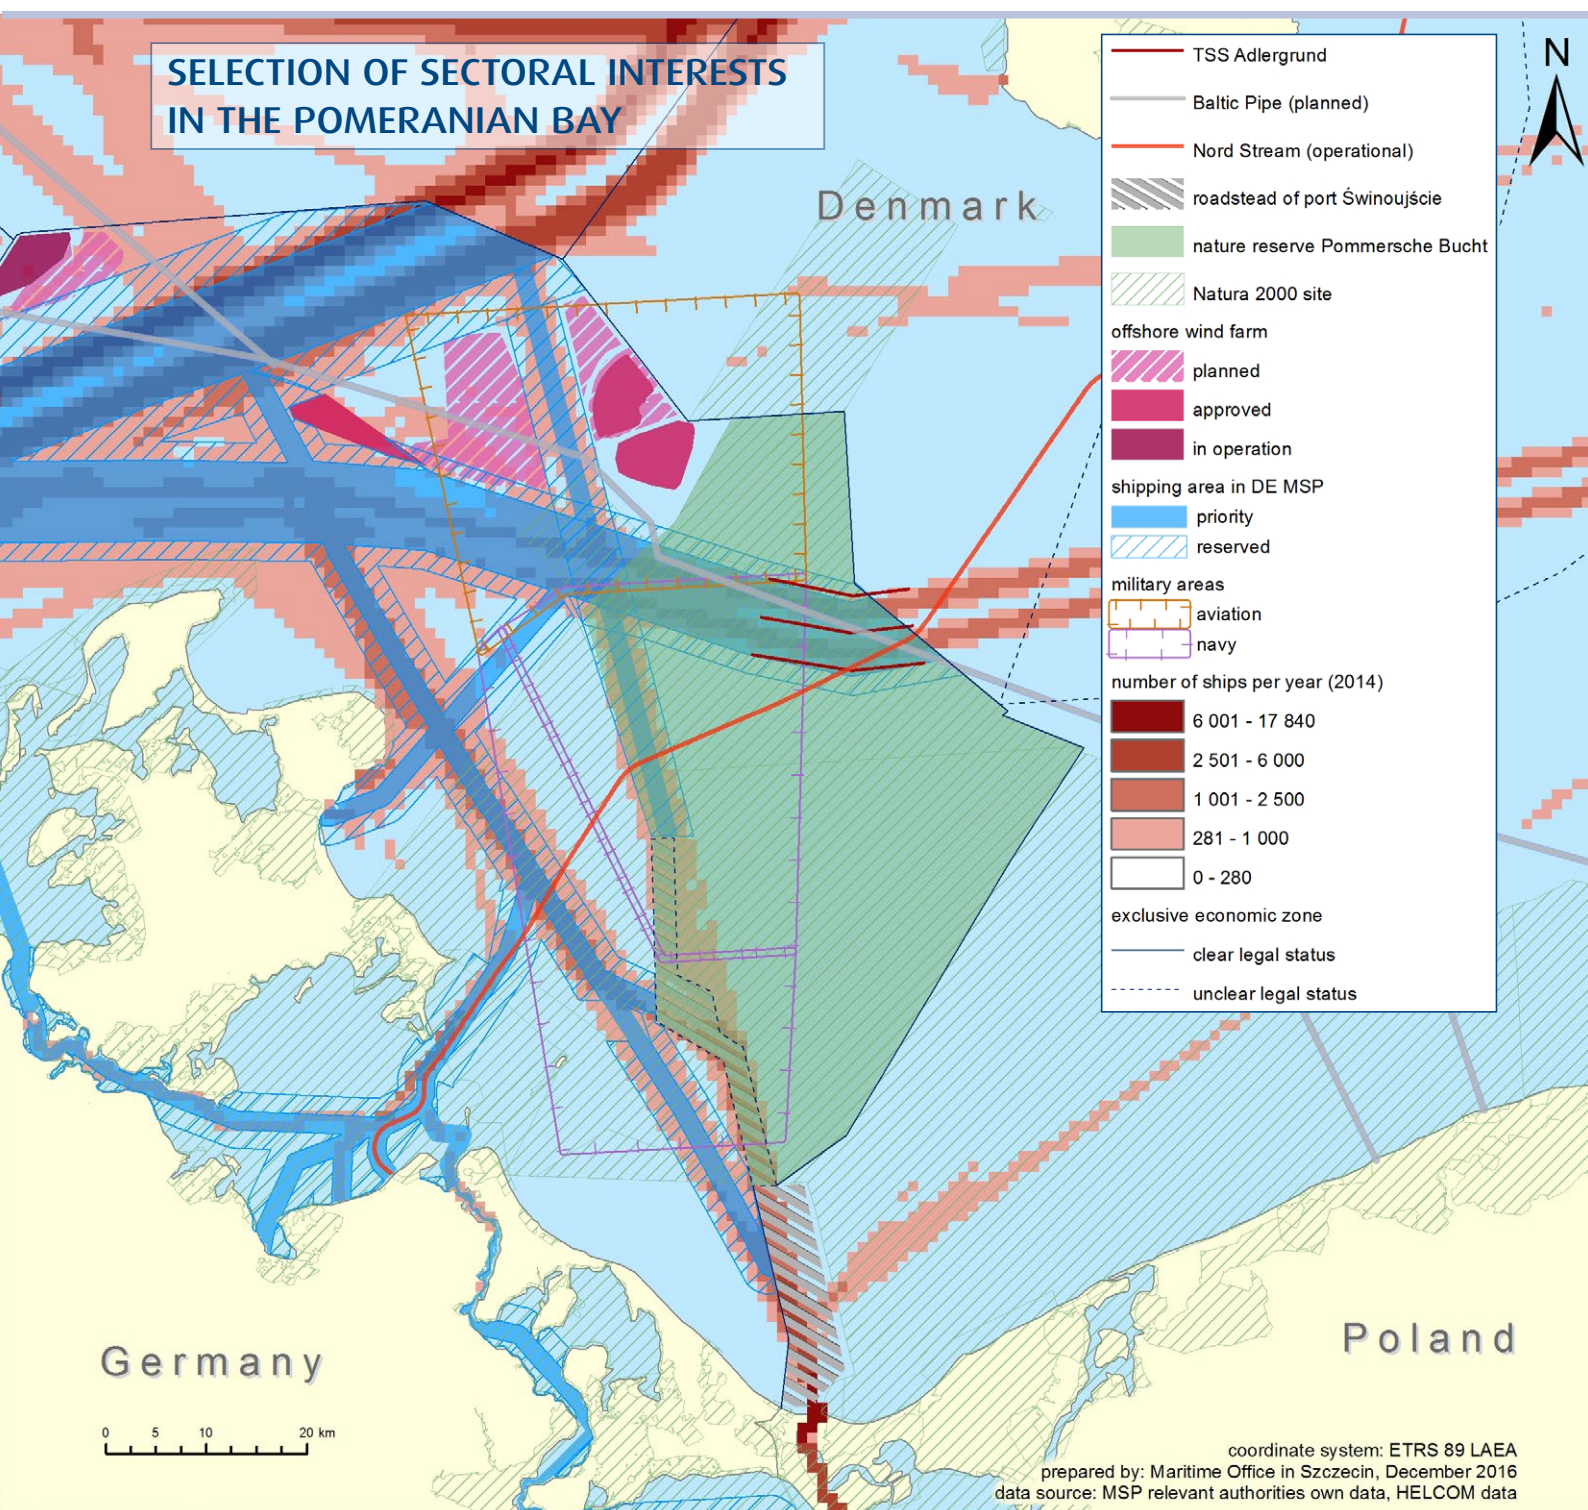 SELECTION OF SECTORAL INTERESTS
IN THE POMERANIAN BAY
Denmark
TSS Adlergrund
Baltic Pipe (planned)
Nord Stream (operational)
roadstead of port Świnoujście
nature reserve Pommersche Bucht
Natura 2000 site
offshore wind farm
planned
approved
in operation
shipping area in DE MSP
priority
reserved
military areas
aviation
navy
number of ships per year (2014)
6 001 - 17 840
2 501 - 6 000
1 001 - 2 500
281 - 1 000
0 - 280
exclusive economic zone
clear legal status
unclear legal status
N
Germany
Poland
0 5 10 20 km
coordinate system: ETRS 89 LAEA
prepared by: Maritime Office in Szczecin, December 2016
data source: MSP relevant authorities own data, HELCOM data